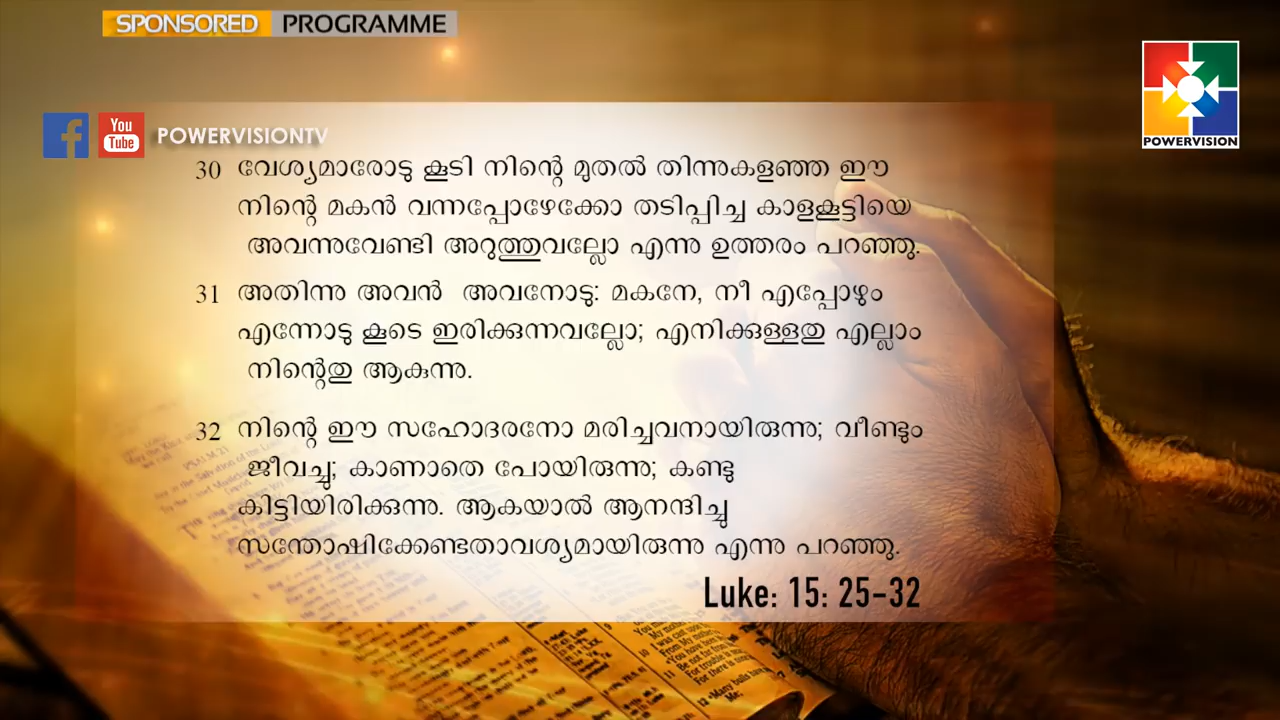 SPONSORED PROGRAMME
You
Tube
POWERVISIONTV
POWERVISION
30 വേശ്യമാരോടു കൂടി നിന്റെ മുതൽ തിന്നുകളഞ്ഞ ഈ
നിന്റെ മകൻ വന്നപ്പോഴേക്കോ തടിപ്പിച്ച കാളക്കൂട്ടിയെ
അവന്നുവേണ്ടി അറുത്തുവല്ലോ എന്നു ഉത്തരം പറഞ്ഞു.
31 അതിന്നു അവൻ അവനോടു: മകനേ, നീ എപ്പോഴും
എന്നോടു കൂടെ ഇരിക്കുന്നവല്ലോ; എനിക്കുള്ളതു എല്ലാം
നിന്റെതു ആകുന്നു.
32 നിന്റെ ഈ സഹോദരനോ മരിച്ചവനായിരുന്നു; വീണ്ടും
ജീവച്ചു; കാണാതെ പോയിരുന്നു; കണ്ടു
കിട്ടിയിരിക്കുന്നു. ആകയാൽ ആനന്ദിച്ചു
സന്തോഷിക്കേണ്ടതാവശ്യമായിരുന്നു എന്നു പറഞ്ഞു.
Luke: 15: 25-32